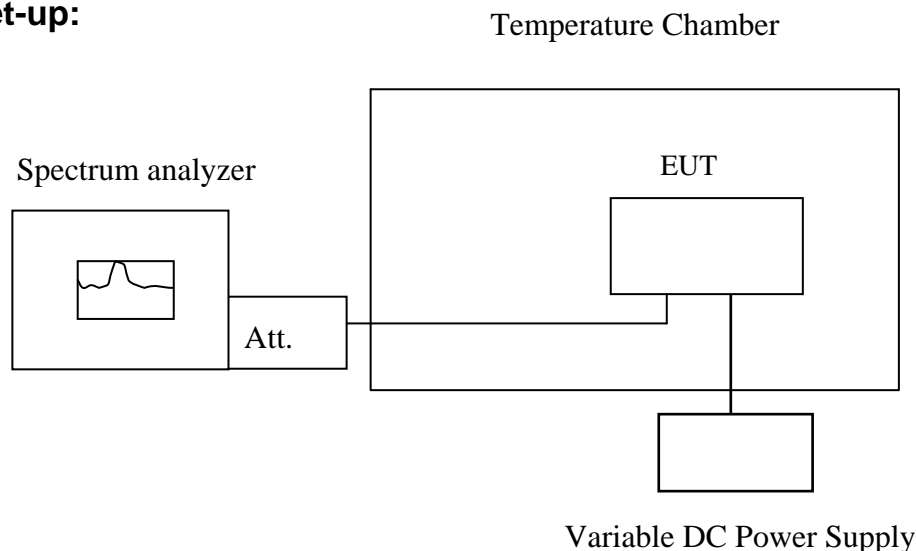 et-up:
Temperature Chamber
Spectrum analyzer
EUT
Att.
Variable DC Power Supply